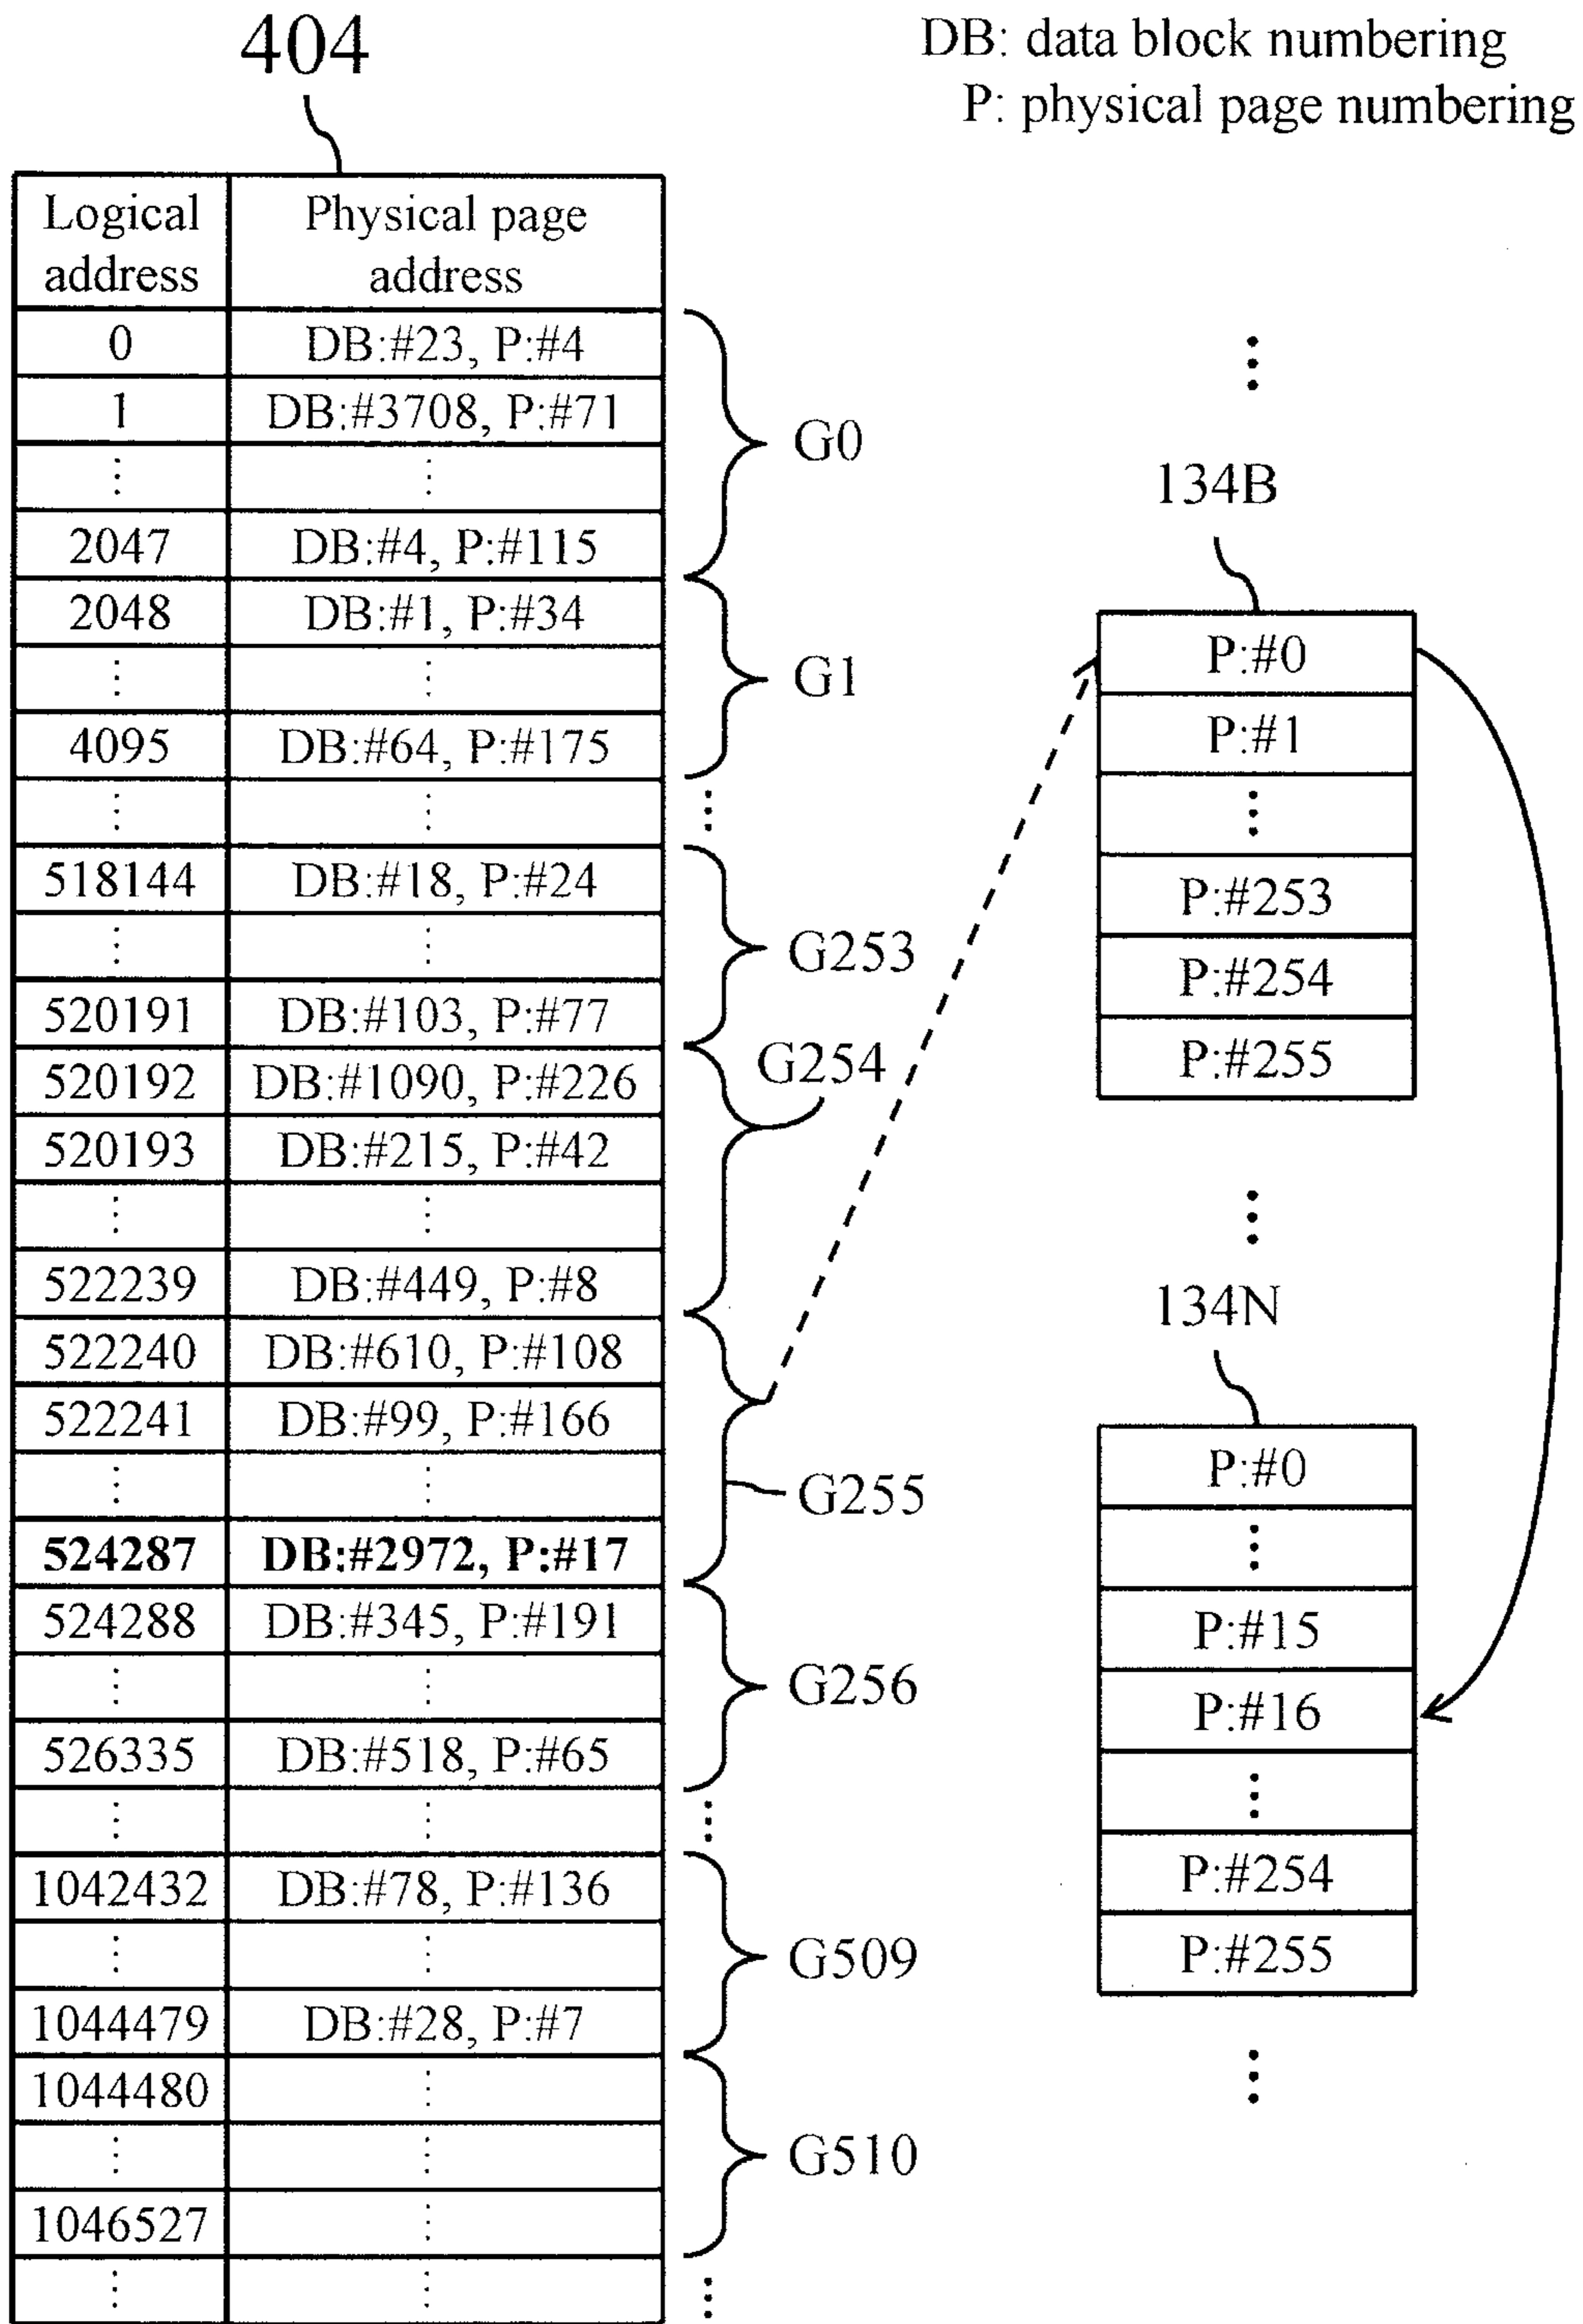 404
DB: data block numbering
P: physical page numbering
Logical address Physical page address
0 DB:#23, P:#4
1 DB:#3708, P:#71
⋮ ⋮
2047 DB:#4, P:#115
G0
2048 DB:#1, P:#34
⋮ ⋮
4095 DB:#64, P:#175
G1
⋮ ⋮ ⋮
518144 DB:#18, P:#24
⋮ ⋮
520191 DB:#103, P:#77
G253
520192 DB:#1090, P:#226
520193 DB:#215, P:#42
⋮ ⋮
522239 DB:#449, P:#8
G254
522240 DB:#610, P:#108
522241 DB:#99, P:#166
⋮ ⋮
524287 DB:#2972, P:#17
G255
524288 DB:#345, P:#191
⋮ ⋮
526335 DB:#518, P:#65
G256
⋮ ⋮ ⋮
1042432 DB:#78, P:#136
⋮ ⋮
1044479 DB:#28, P:#7
G509
1044480 ⋮
⋮ ⋮
1046527 ⋮
G510
⋮ ⋮ ⋮
⋮
134B
P:#0
P:#1
⋮
P:#253
P:#254
P:#255
⋮
134N
P:#0
⋮
P:#15
P:#16
⋮
P:#254
P:#255
⋮